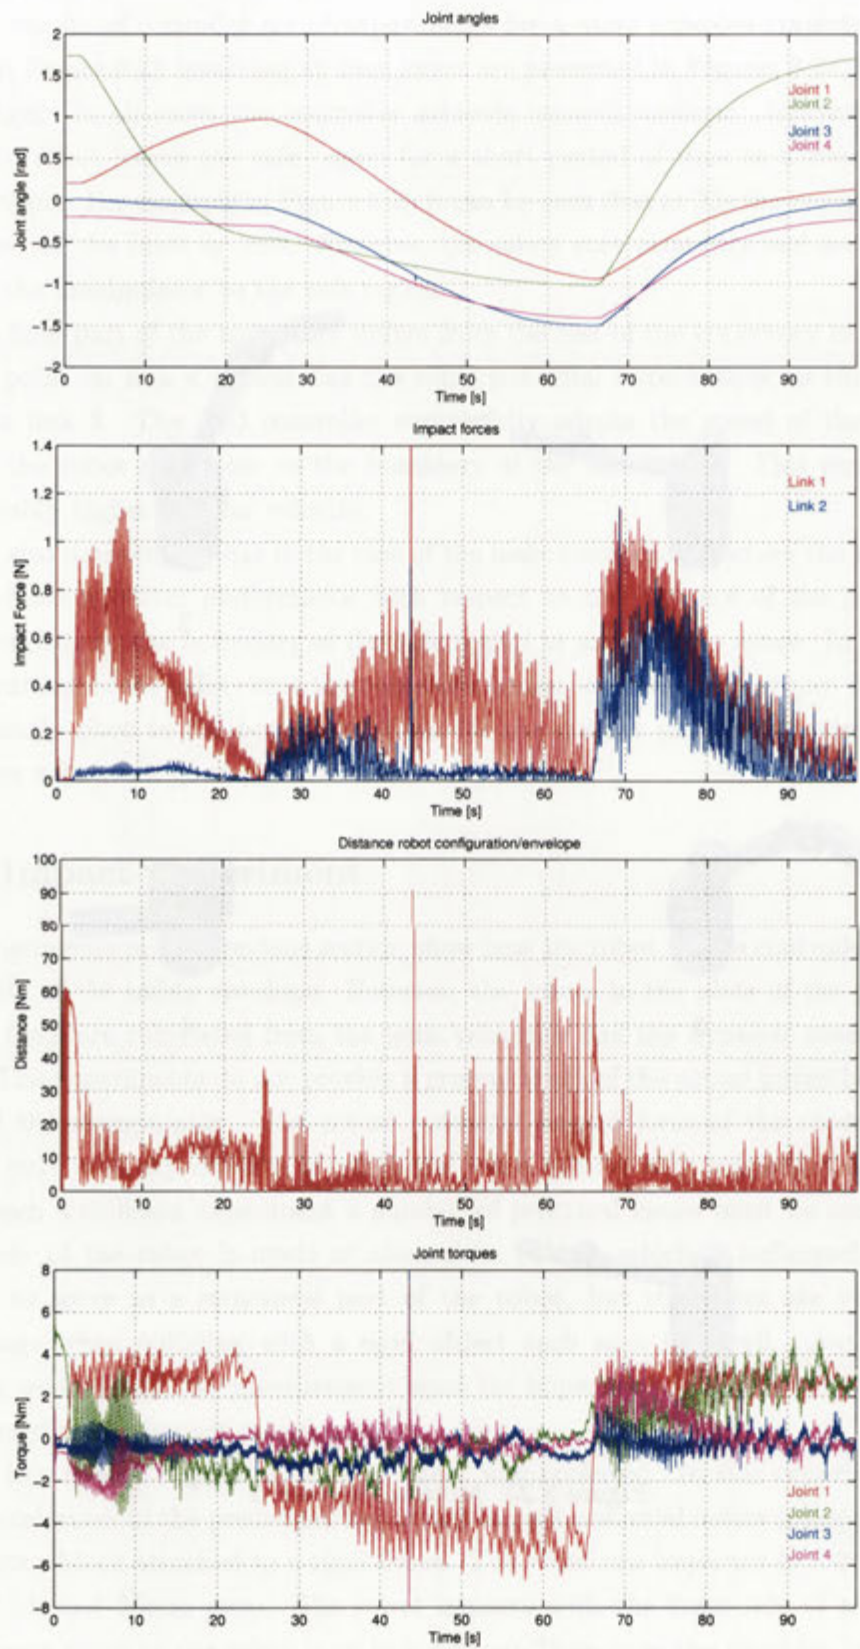 Joint angles
2
1.5
1
0.5
0
−0.5
−1
−1.5
−2
Joint angle [rad]
Joint 1
Joint 2
Joint 3
Joint 4
0 10 20 30 40 50 60 70 80 90
Time [s]
Impact forces
1.4
1.2
1
0.8
0.6
0.4
0.2
0
Impact Force [N]
Link 1
Link 2
0 10 20 30 40 50 60 70 80 90
Time [s]
Distance robot configuration/envelope
100
90
80
70
60
50
40
30
20
10
0
Distance [Nm]
0 10 20 30 40 50 60 70 80 90
Time [s]
Joint torques
8
6
4
2
0
−2
−4
−6
−8
Torque [Nm]
Joint 1
Joint 2
Joint 3
Joint 4
0 10 20 30 40 50 60 70 80 90
Time [s]